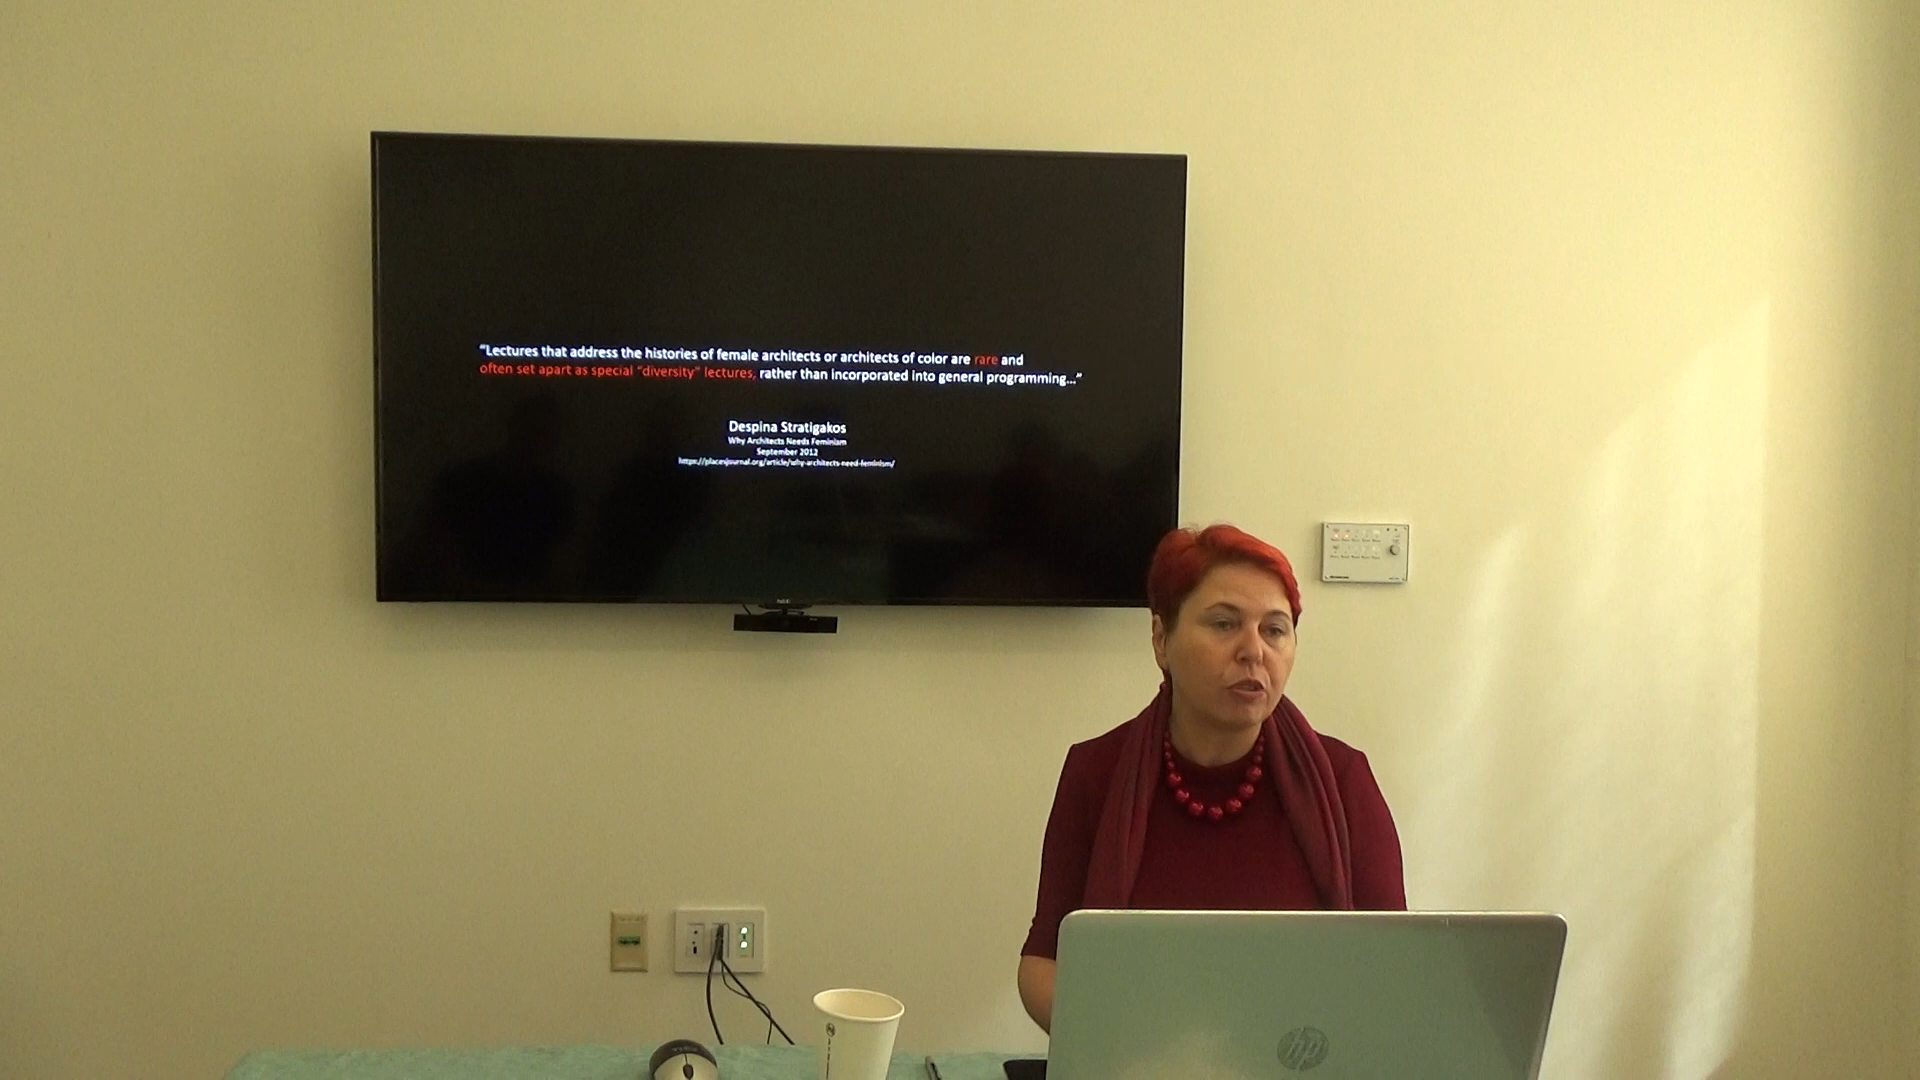 “Lectures that address the histories of female architects or architects of color are rare and
often set apart as special “diversity” lectures, rather than incorporated into general programming...”
Despina Stratigakos
Why Architects Needs Feminism
September 2012
https://placesjournal.org/article/why-architects-need-feminism/
hp